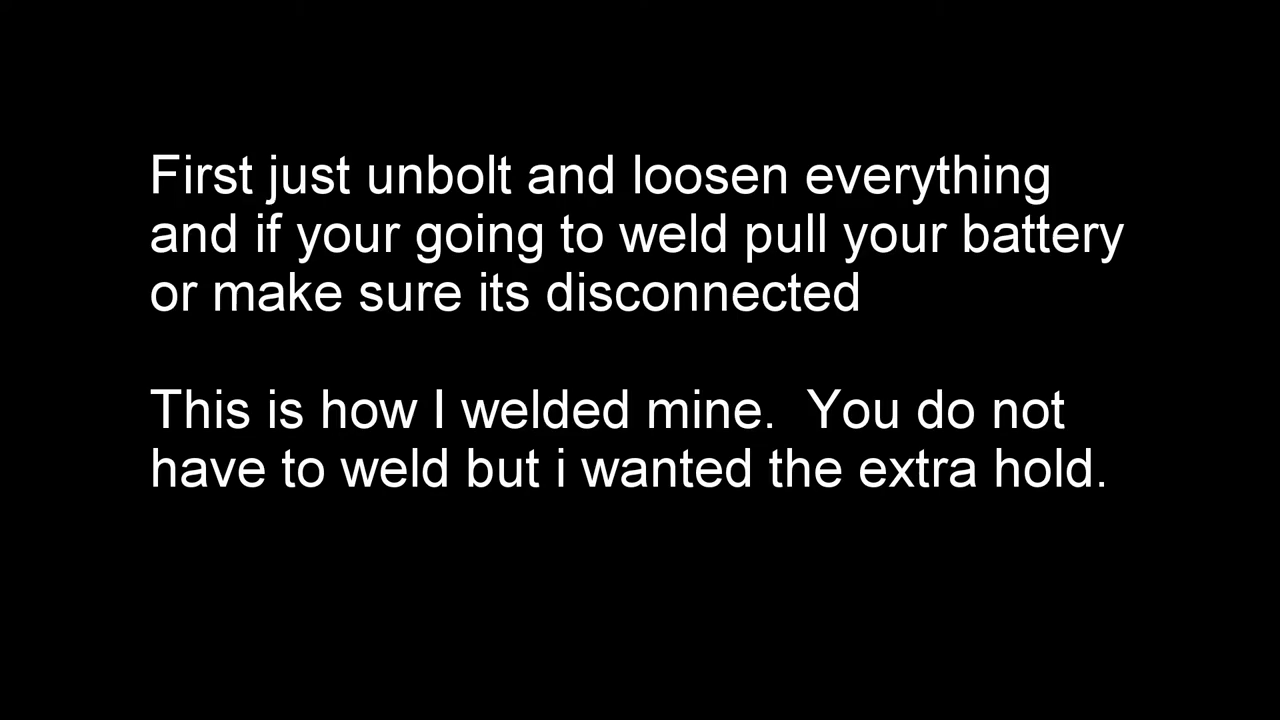 First just unbolt and loosen everything
and if your going to weld pull your battery
or make sure its disconnected
This is how I welded mine.  You do not
have to weld but i wanted the extra hold.